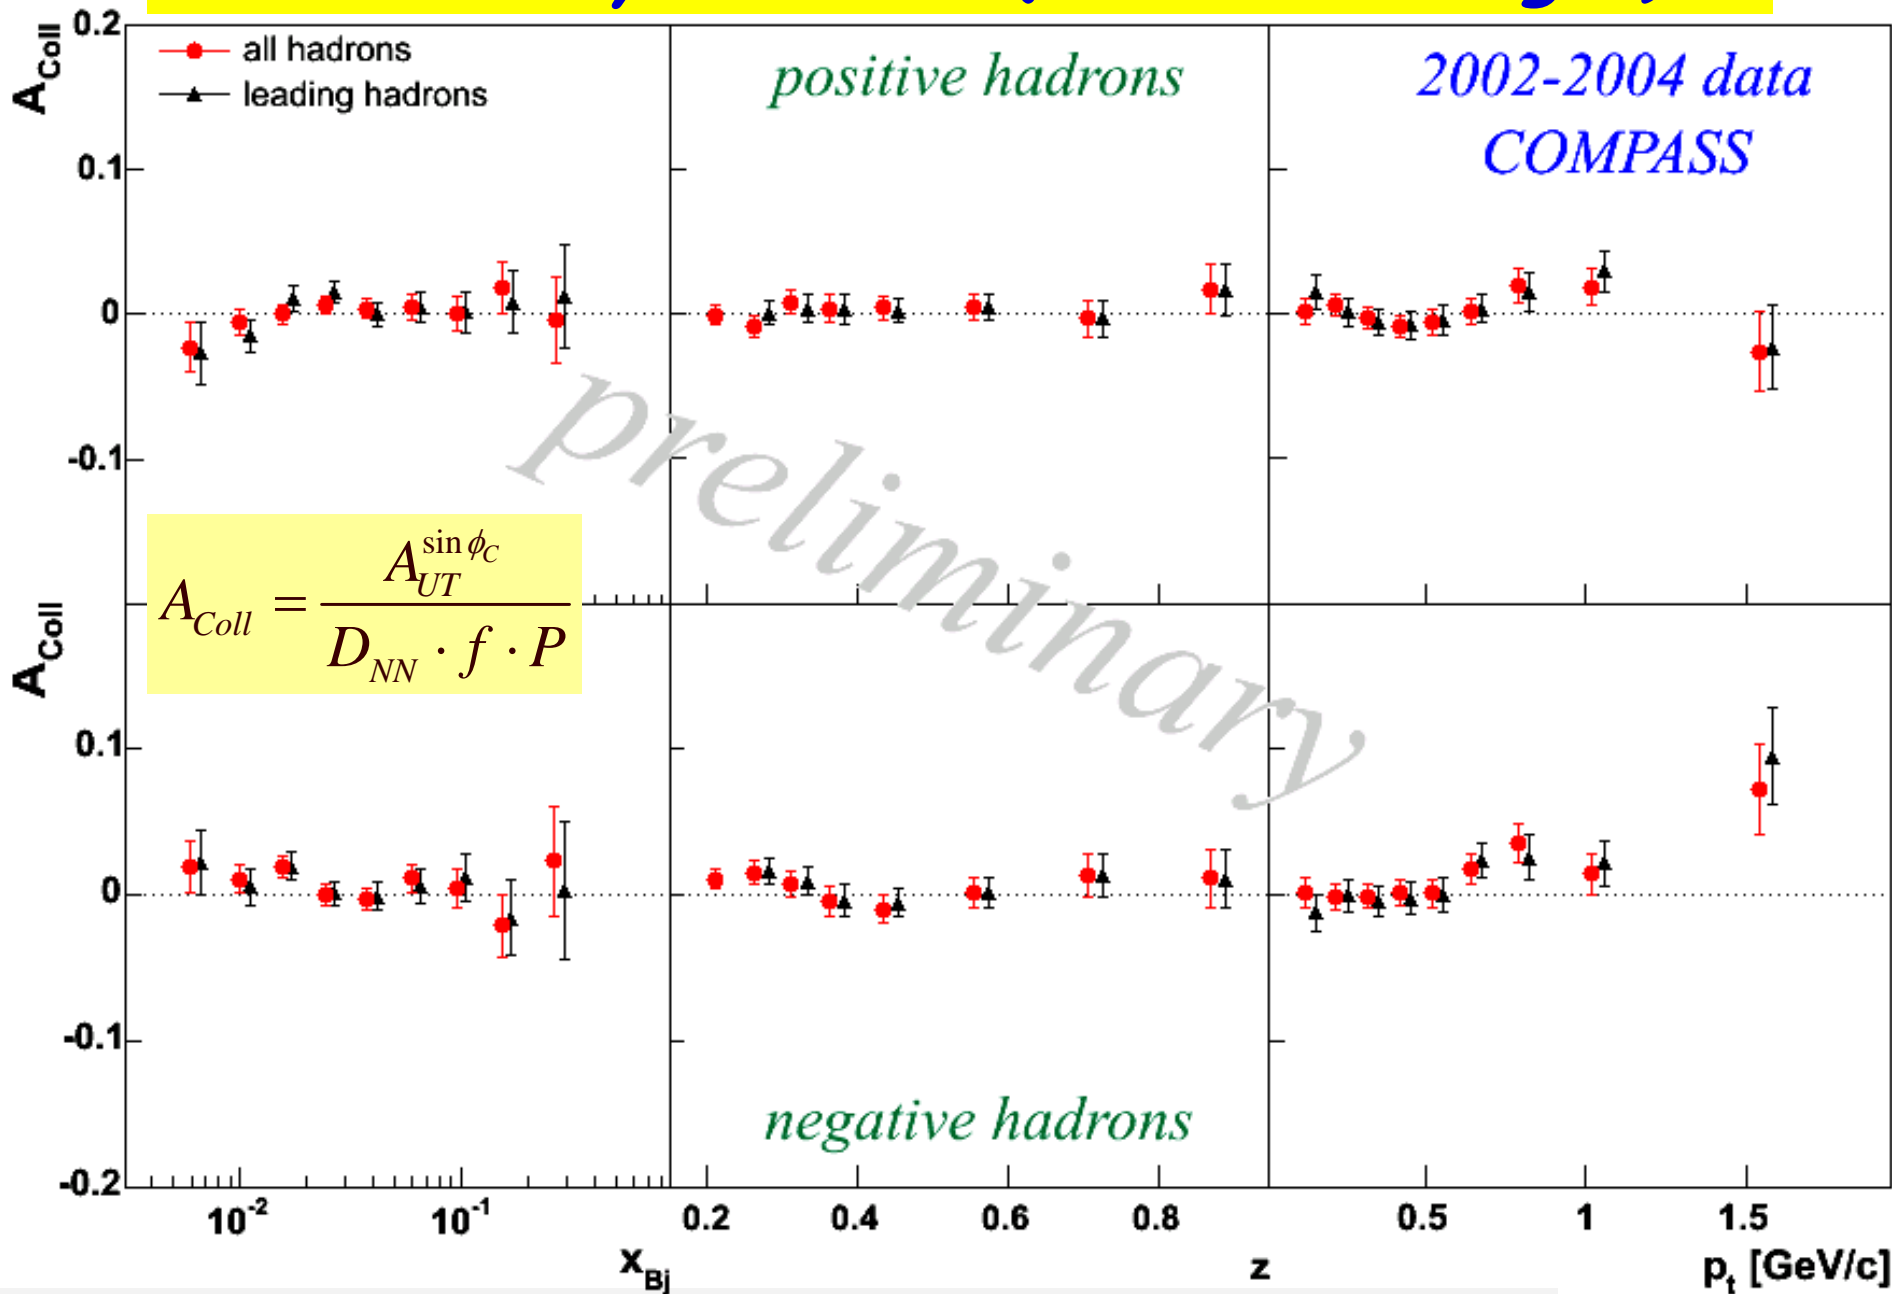 all hadrons
leading hadrons
positive hadrons
2002-2004 data
COMPASS
A_Coll
0.2
0.1
0
-0.1
preliminary
A_Coll = A_UT^{sin ϕ_C} / (D_NN · f · P)
A_Coll
0.1
0
-0.1
-0.2
negative hadrons
10^-2 10^-1 0.2 0.4 0.6 0.8 0.5 1 1.5
x_Bj z p_t [GeV/c]